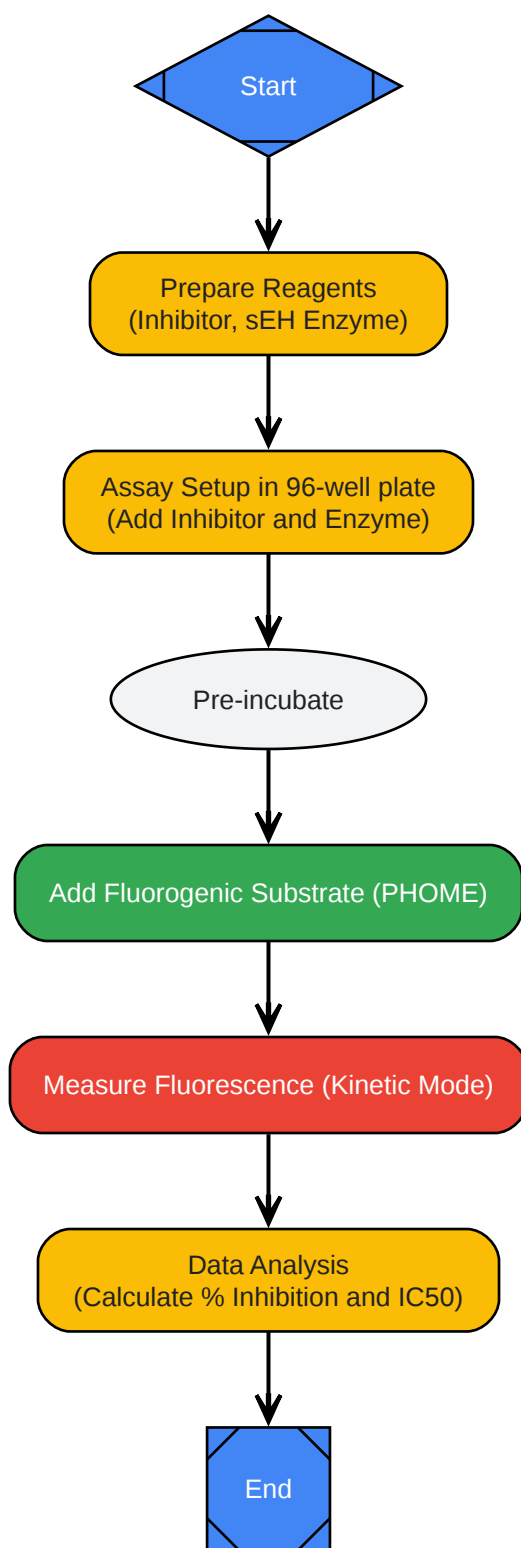 Start
Prepare Reagents
(Inhibitor, sEH Enzyme)
Assay Setup in 96-well plate
(Add Inhibitor and Enzyme)
Pre-incubate
Add Fluorogenic Substrate (PHOME)
Measure Fluorescence (Kinetic Mode)
Data Analysis
(Calculate % Inhibition and IC50)
End